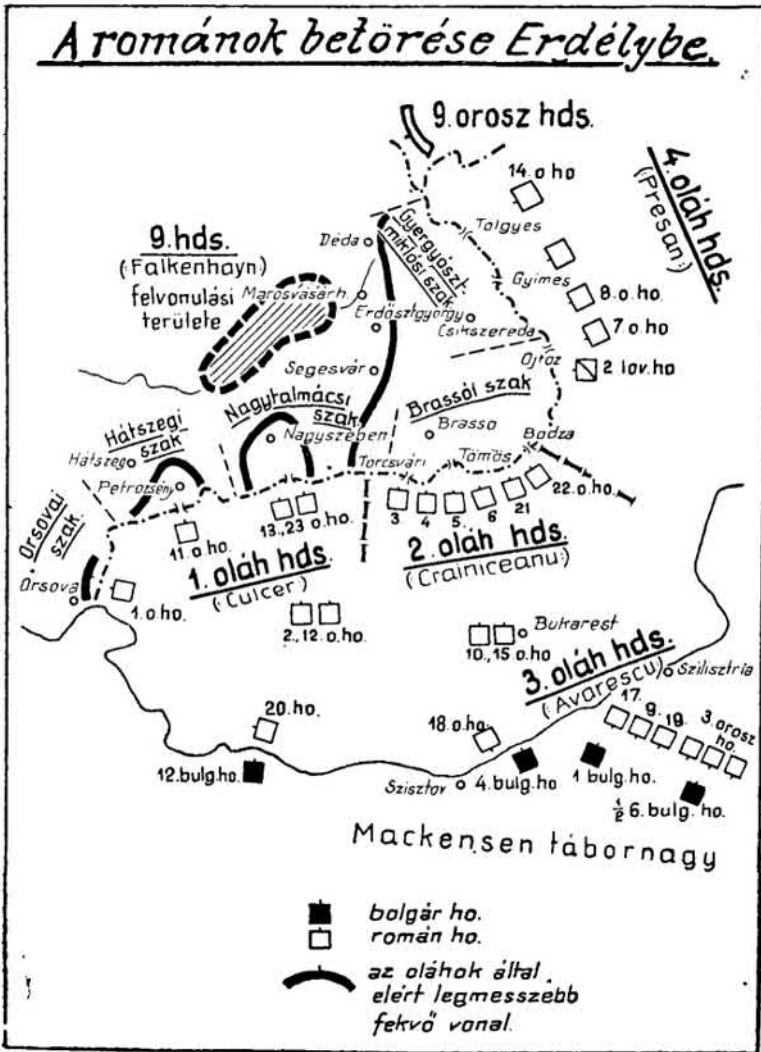 A románok betörése Erdélybe.
9. orosz hds.
14. o ho
4. oláh hds.
(Presan)
Tölgyes
Gyergyószt.
miklósi szak
Déda
9. hds.
(Falkenhayn)
felvonulási
területe
Marosvásárh.
Gyimes
8. o. ho.
Erdősztgyörgy
Csikszereda
7. o ho
Ojtoz
2 lov. ho
Segesvár
Nagytalmácsi
szak
Brassói szak
Hátszegi
szak
Nagyszeben
Brasso
Hátszeg
Bodza
Torcsvári
Tömös
Petrozsény
22. o. ho.
Orsovai
szak.
3.
4
5.
6
21
11. o ho.
13., 23 o. ho.
1. oláh hds.
(Culcer)
2. oláh hds.
(Crainiceanu)
Orsova
1. o ho.
2., 12. o. ho.
10., 15. o. ho
Bukarest
3. oláh hds.
(Avarescu)
Szilisztria
17.
9.
19.
3. orosz
ho.
20. ho.
18. o. ho.
12. bulg. ho.
Szisztov
4. bulg. ho
1 bulg. ho.
½ 6. bulg. ho.
Mackensen tábornagy
bolgár ho.
román ho.
az oláhok által
elért legmesszebb
fekvő vonal.